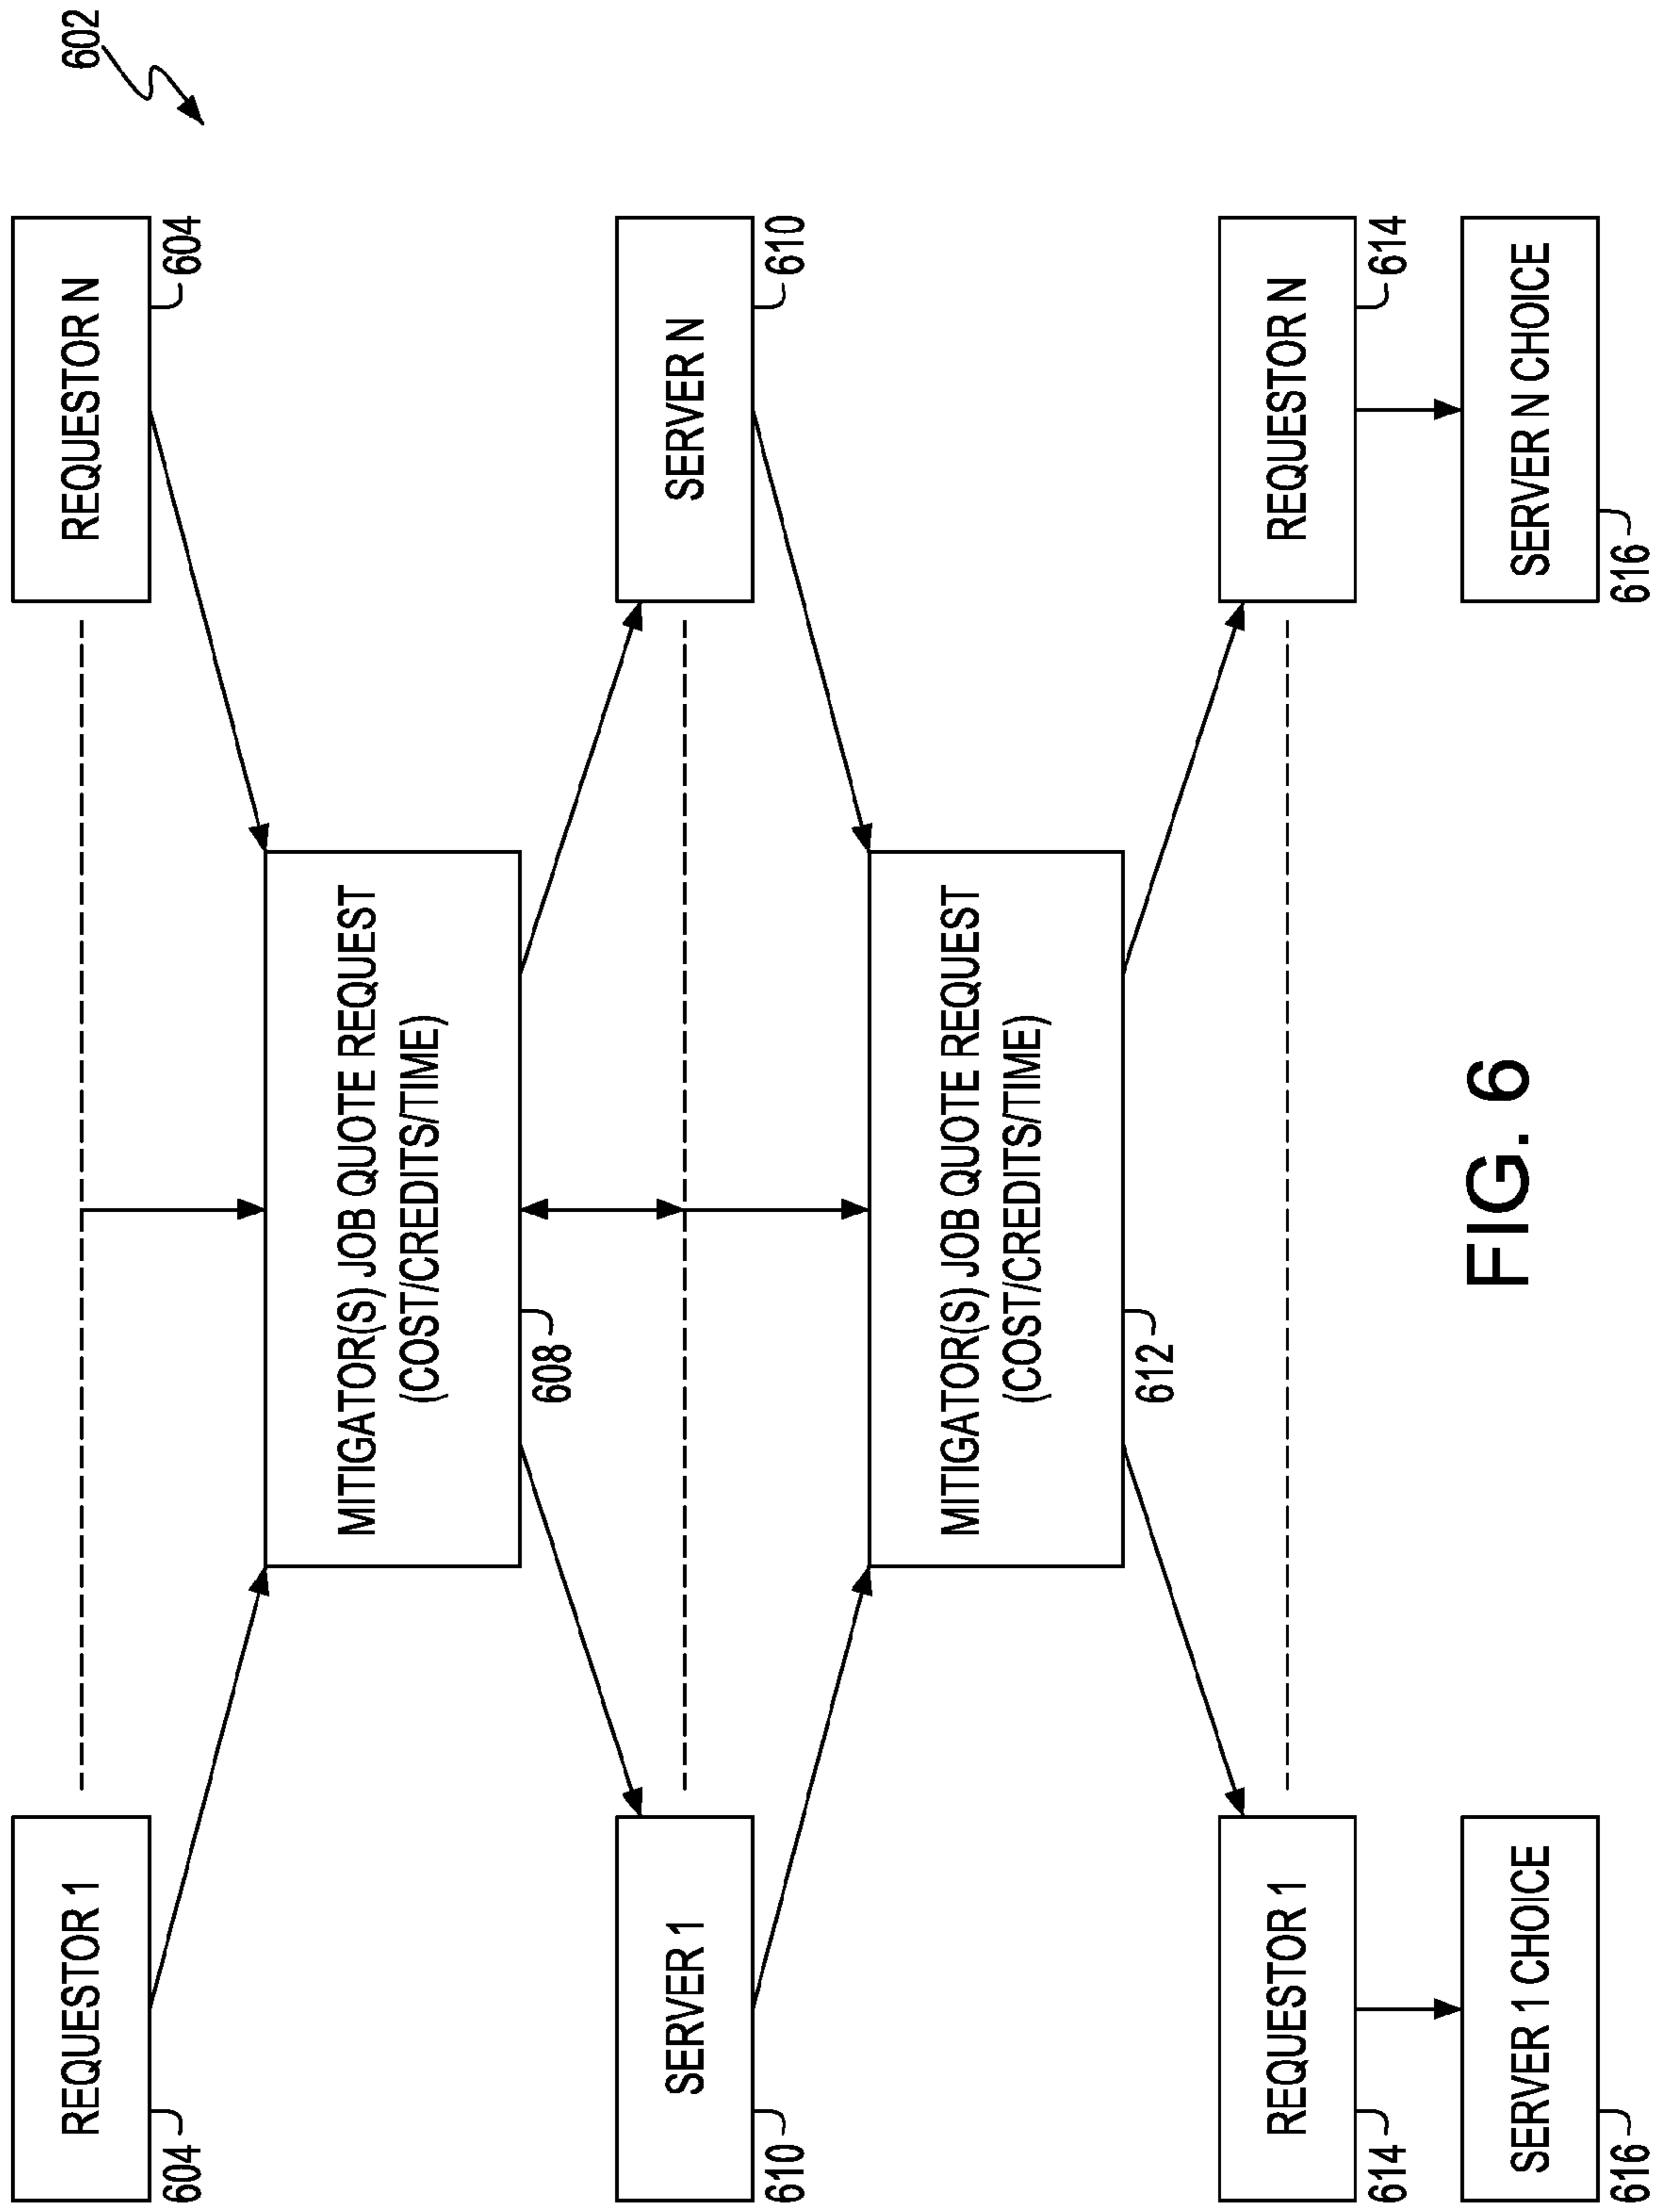 602
REQUESTOR 1
604
REQUESTOR N
604
MITIGATOR(S) JOB QUOTE REQUEST
(COST/CREDITS/TIME)
608
SERVER 1
610
SERVER N
610
MITIGATOR(S) JOB QUOTE REQUEST
(COST/CREDITS/TIME)
612
REQUESTOR 1
614
REQUESTOR N
614
SERVER 1 CHOICE
616
SERVER N CHOICE
616
FIG. 6